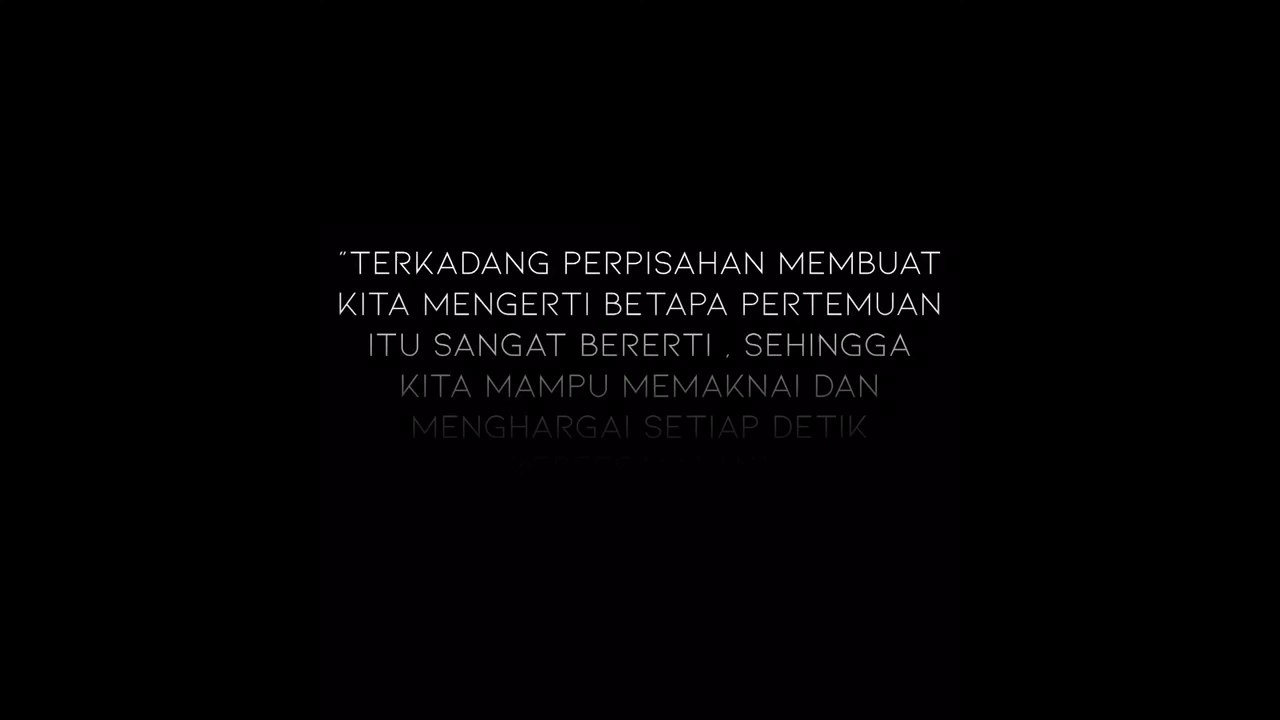 "TERKADANG PERPISAHAN MEMBUAT
KITA MENGERTI BETAPA PERTEMUAN
ITU SANGAT BERERTI , SEHINGGA
KITA MAMPU MEMAKNAI DAN
MENGHARGAI SETIAP DETIK